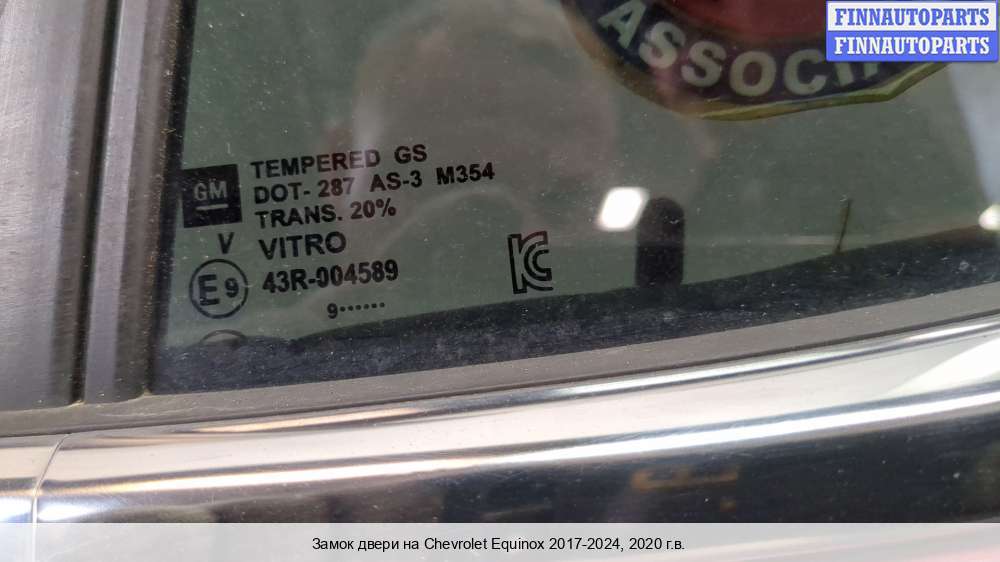 FINNAUTOPARTS
FINNAUTOPARTS
ASSOCI
TEMPERED GS
GM
DOT- 287 AS-3 M354
TRANS. 20%
V VITRO
E9 43R-004589
KC
9••••••
Замок двери на Chevrolet Equinox 2017-2024, 2020 г.в.